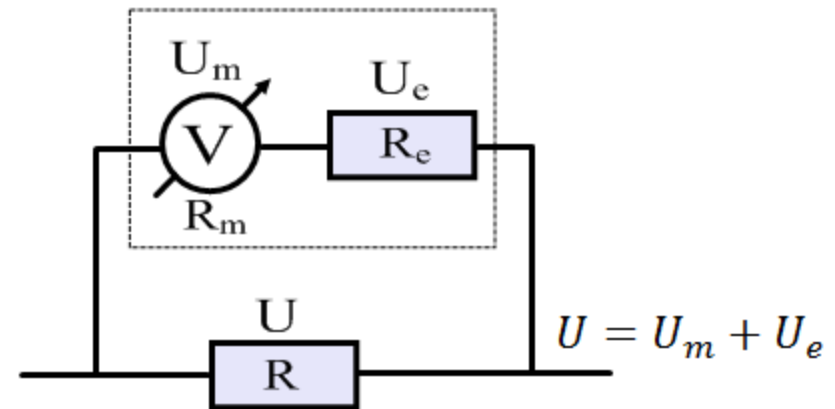 Uₘ
Uₑ
V
Rₑ
Rₘ
U
U = Uₘ + Uₑ
R